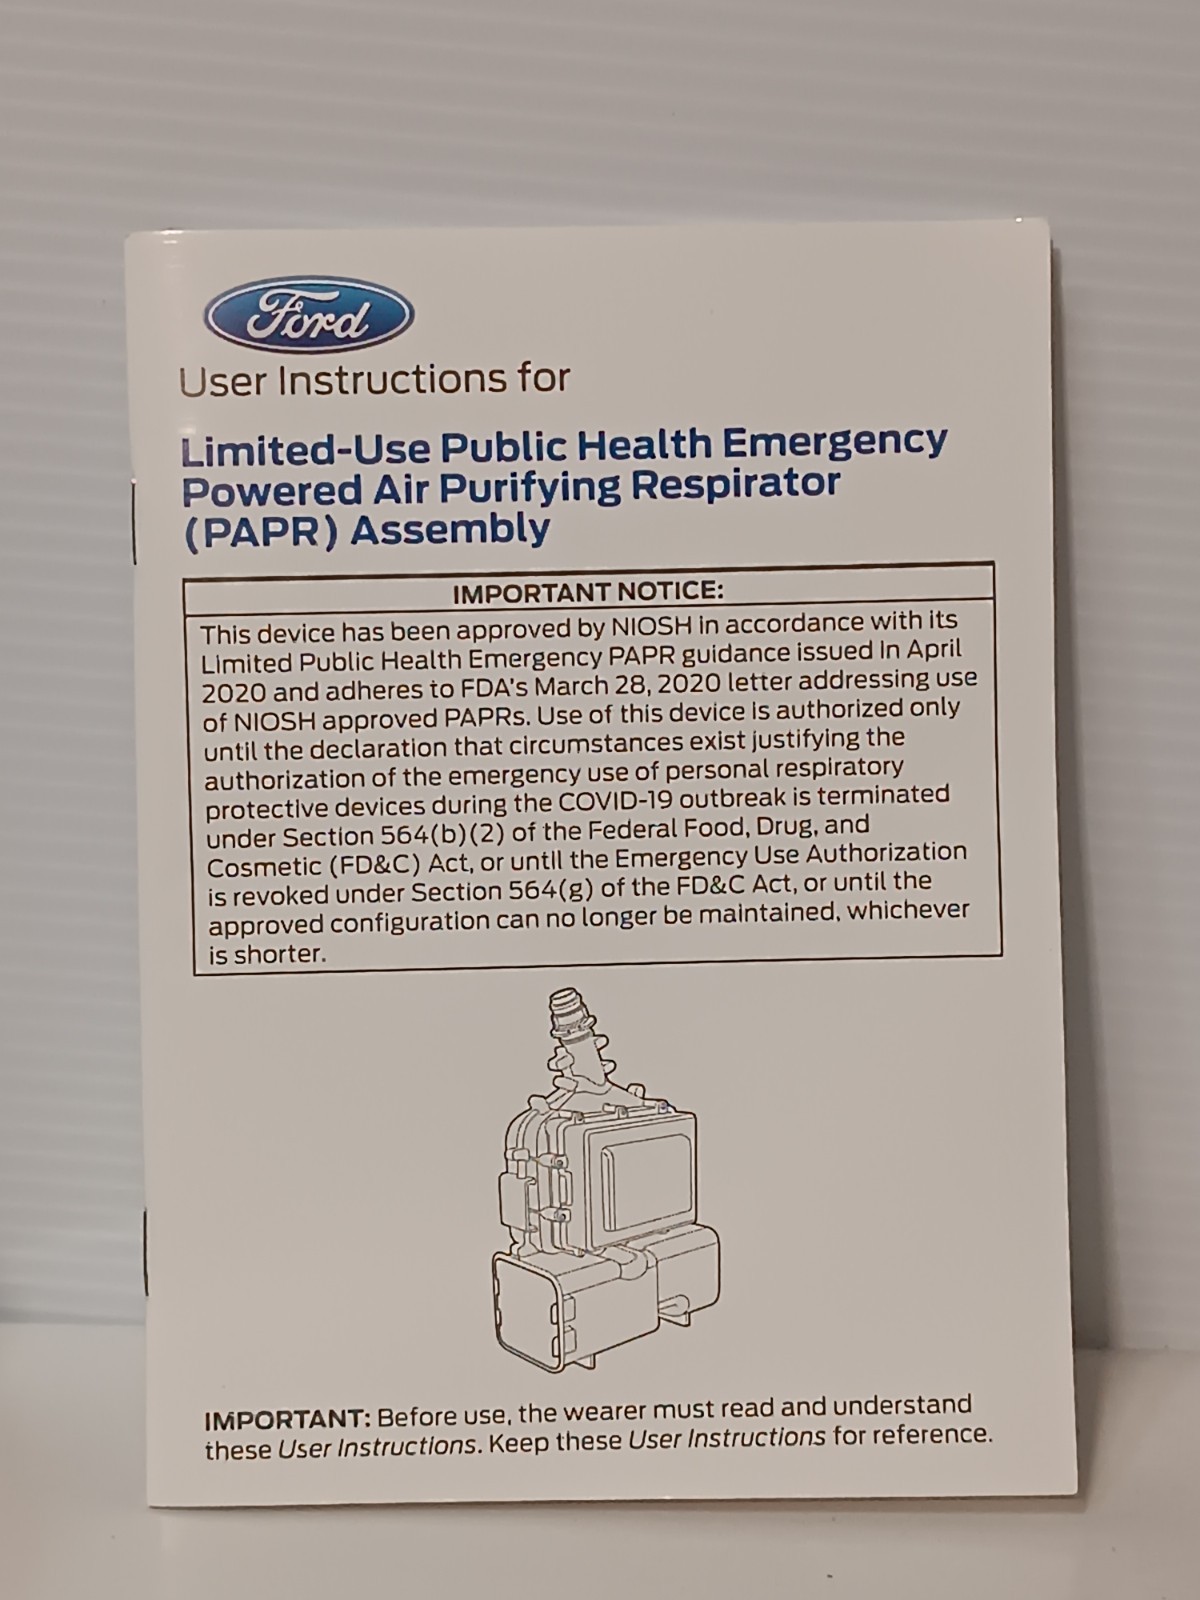 Ford
User Instructions for
Limited-Use Public Health Emergency
Powered Air Purifying Respirator
(PAPR) Assembly
IMPORTANT NOTICE:
This device has been approved by NIOSH in accordance with its
Limited Public Health Emergency PAPR guidance issued in April
2020 and adheres to FDA's March 28, 2020 letter addressing use
of NIOSH approved PAPRs. Use of this device is authorized only
until the declaration that circumstances exist justifying the
authorization of the emergency use of personal respiratory
protective devices during the COVID-19 outbreak is terminated
under Section 564(b)(2) of the Federal Food, Drug, and
Cosmetic (FD&C) Act, or until the Emergency Use Authorization
is revoked under Section 564(g) of the FD&C Act, or until the
approved configuration can no longer be maintained, whichever
is shorter.
IMPORTANT: Before use, the wearer must read and understand
these User Instructions. Keep these User Instructions for reference.